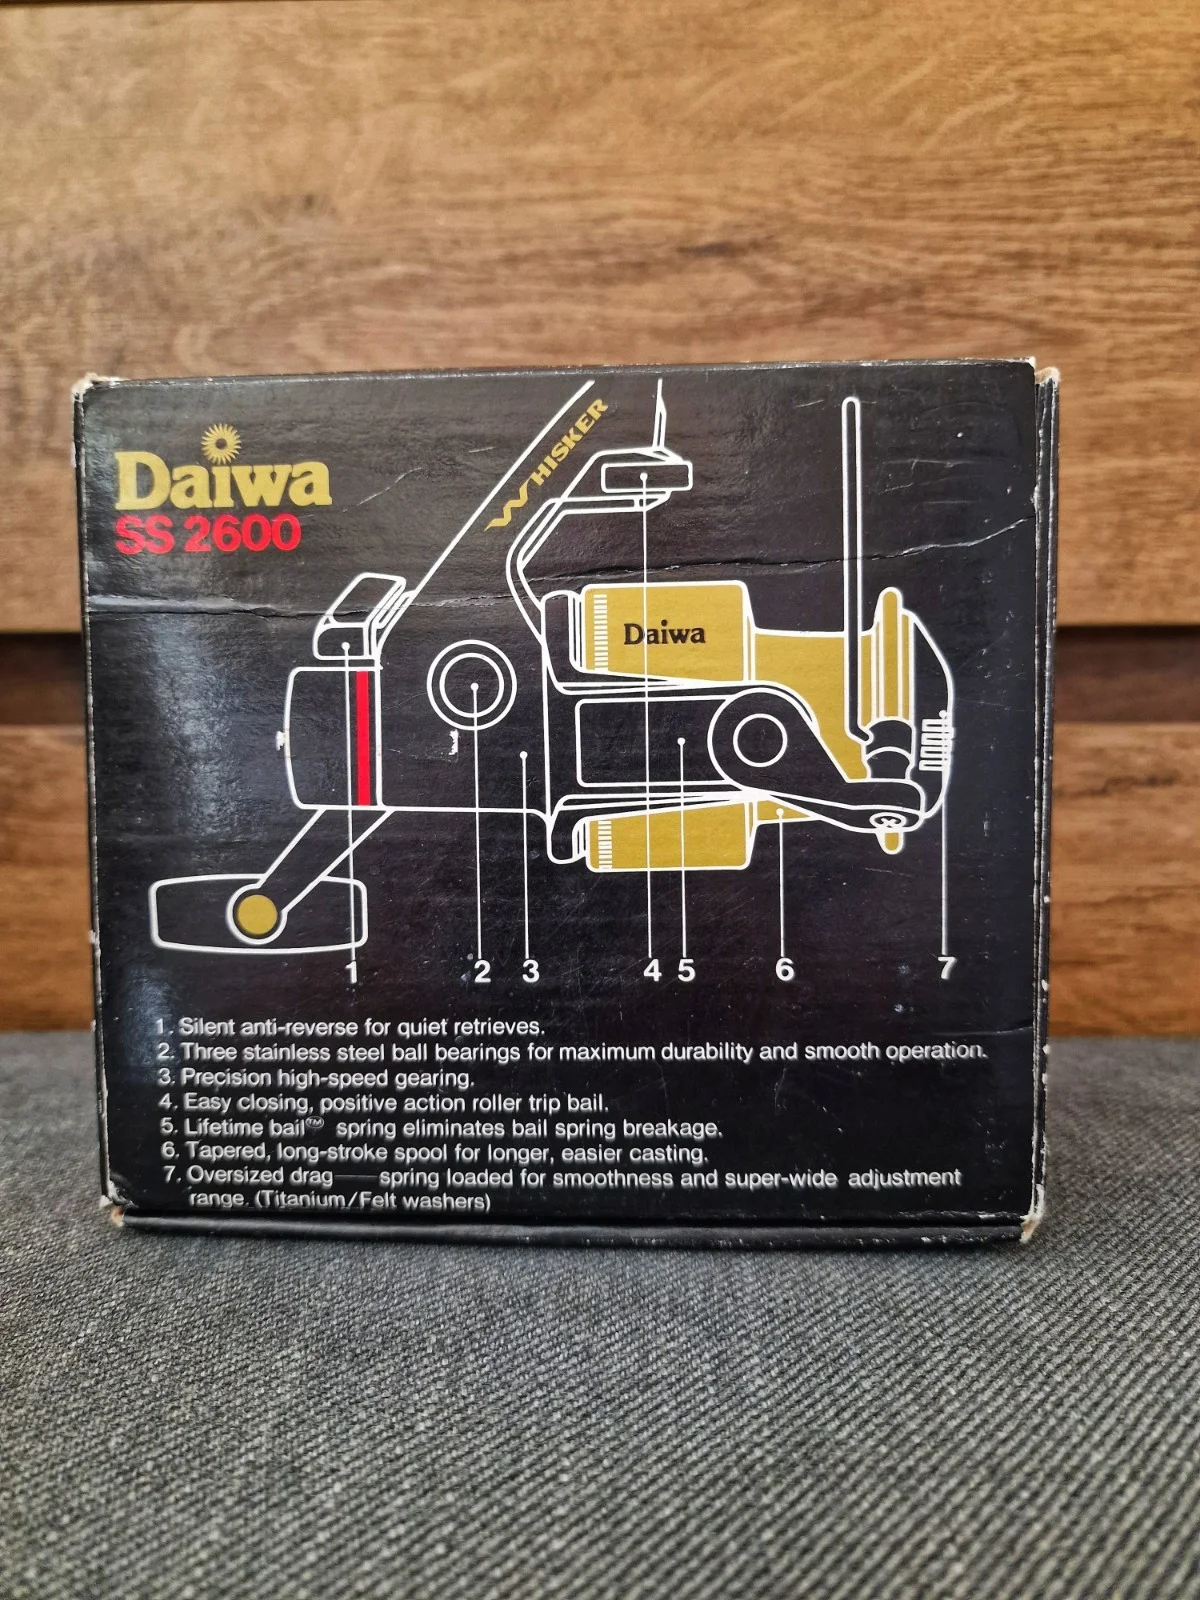 Daiwa
SS 2600
WHISKER
Daiwa
1 2 3 4 5 6 7
1. Silent anti-reverse for quiet retrieves.
2. Three stainless steel ball bearings for maximum durability and smooth operation.
3. Precision high-speed gearing.
4. Easy closing, positive action roller trip bail.
5. Lifetime bail™ spring eliminates bail spring breakage.
6. Tapered, long-stroke spool for longer, easier casting.
7. Oversized drag——spring loaded for smoothness and super-wide adjustment
range. (Titanium/Felt washers)